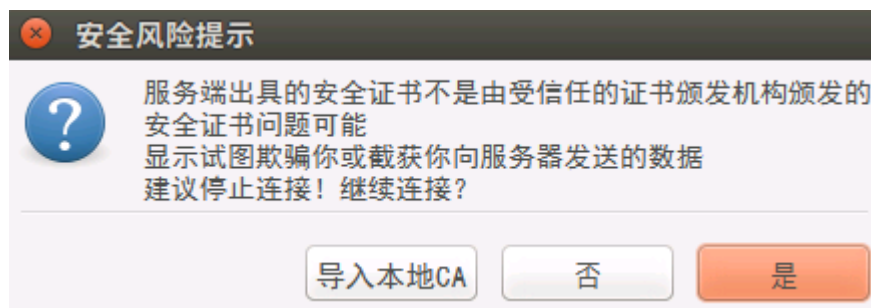 安全风险提示
服务端出具的安全证书不是由受信任的证书颁发机构颁发的
安全证书问题可能
显示试图欺骗你或截获你向服务器发送的数据
建议停止连接！继续连接？
导入本地CA
否
是